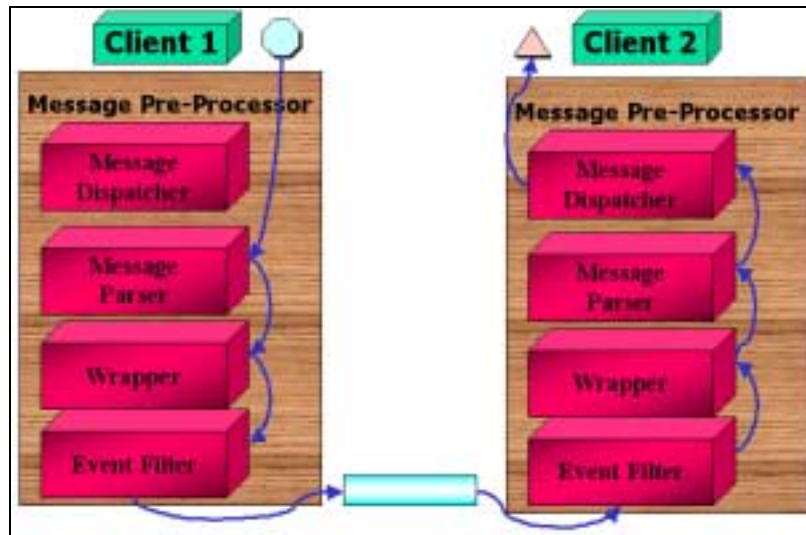 Client 1
Message Pre-Processor
Message
Dispatcher
Message
Parser
Wrapper
Event Filter
Client 2
Message Pre-Processor
Message
Dispatcher
Message
Parser
Wrapper
Event Filter